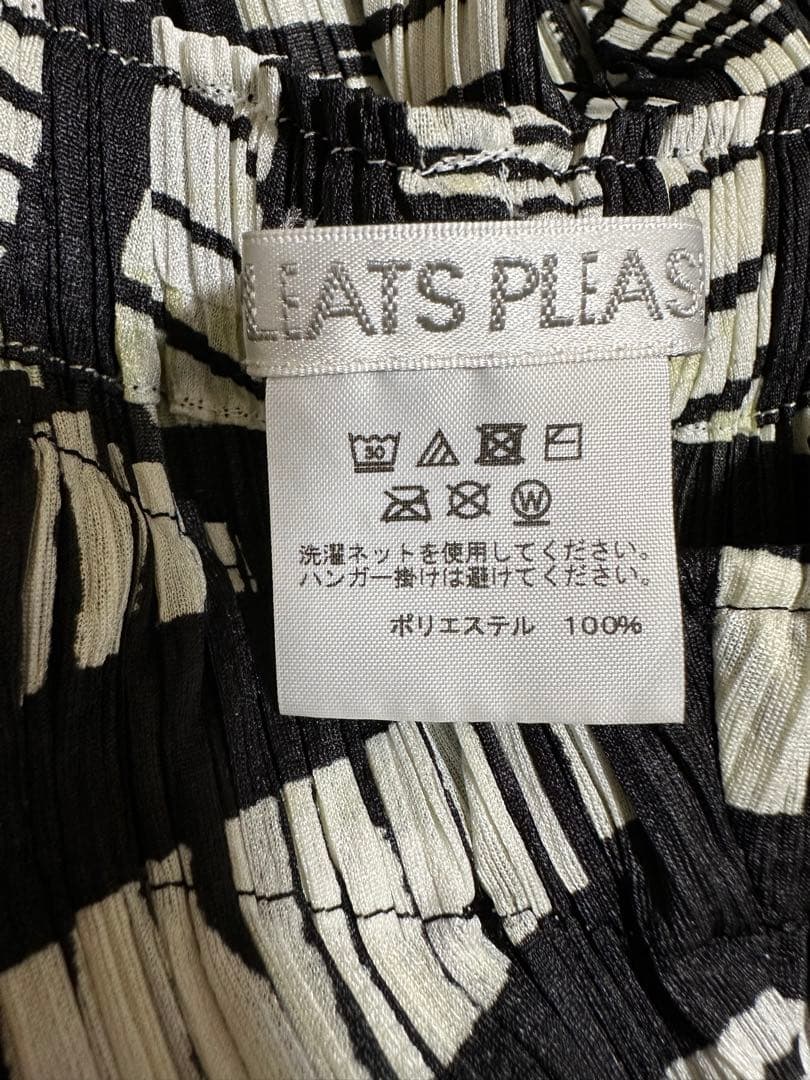 LEATS PLEAS
30
W
洗濯ネットを使用してください。
ハンガー掛けは避けてください。
ポリエステル 100%